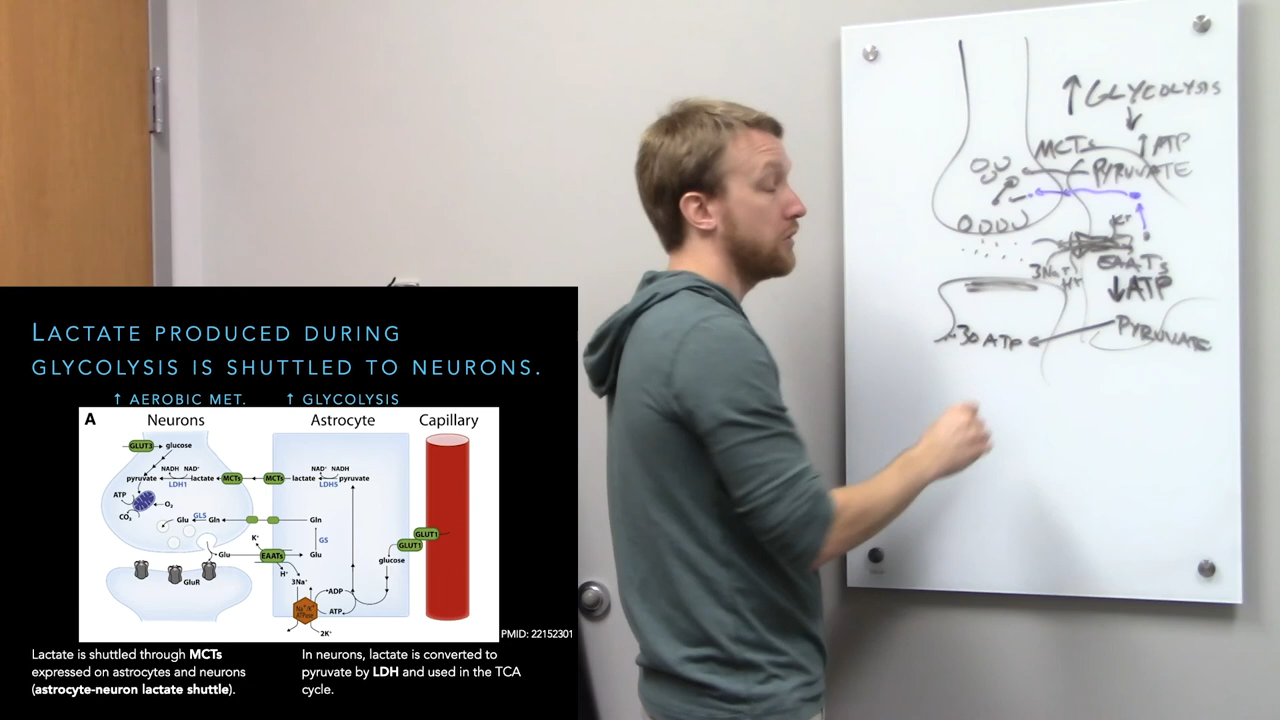 LACTATE PRODUCED DURING
GLYCOLYSIS IS SHUTTLED TO NEURONS.
↑ AEROBIC MET. ↑ GLYCOLYSIS
A Neurons Astrocyte Capillary
GLUT3 glucose
NADH NAD⁺ NAD⁺ NADH
pyruvate lactate MCTs MCTs lactate pyruvate
LDH1 LDH5
ATP
O₂
CO₂ Glu GLS Gln Gln
GS
K⁺
Glu EAATs Glu
GLUT1
GLUT1
glucose
H⁺
GluR
3Na⁺
ADP
Na⁺/K⁺
ATPase
ATP
2K⁺
PMID: 22152301
Lactate is shuttled through MCTs
expressed on astrocytes and neurons
(astrocyte-neuron lactate shuttle).
In neurons, lactate is converted to
pyruvate by LDH and used in the TCA
cycle.
↑ GLYCOLYSIS
↓
MCTs ↑ ATP
PYRUVATE
K⁺
3Na⁺ EAATs
H⁺
↓ATP
30 ATP PYRUVATE